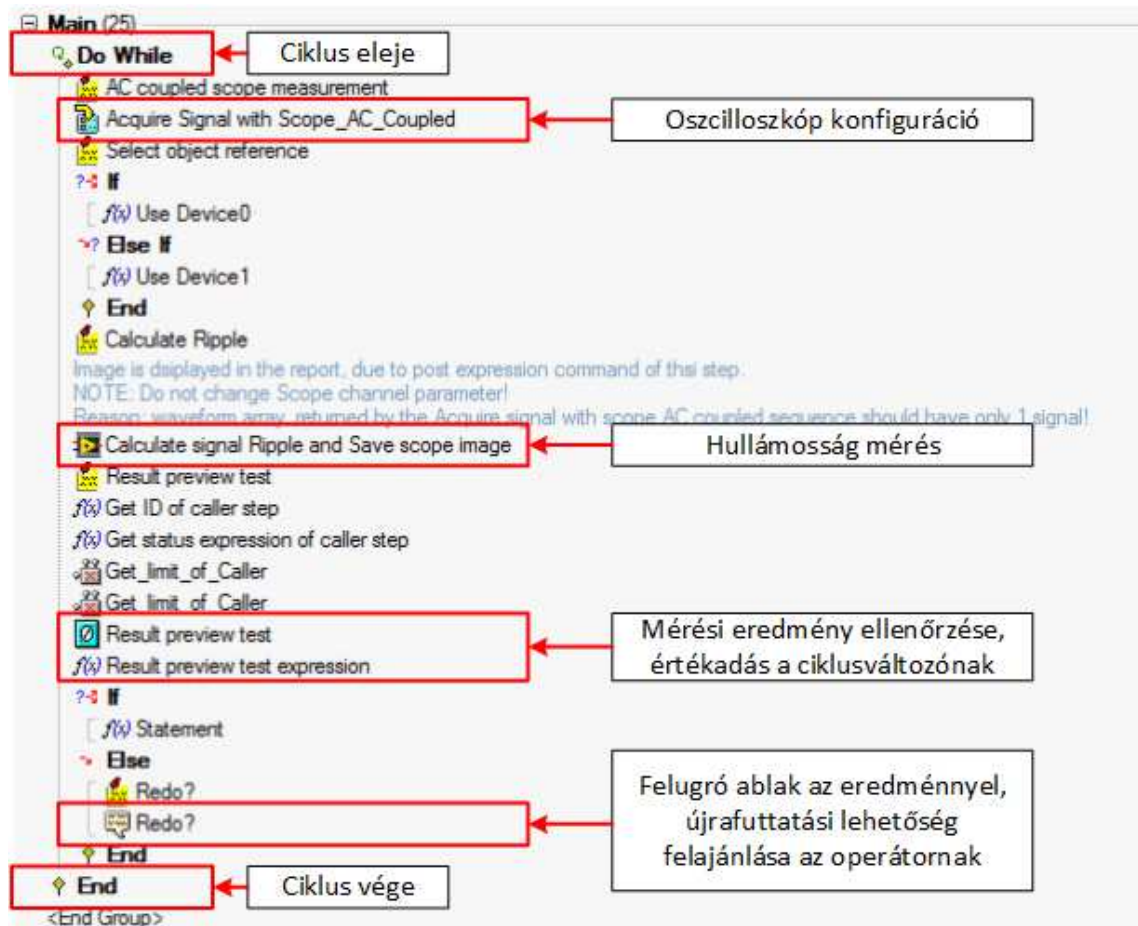 Main (25)
Do While
Ciklus eleje
AC coupled scope measurement
Acquire Signal with Scope_AC_Coupled
Oszcilloszkóp konfiguráció
Select object reference
If
f(x) Use Device0
Else If
f(x) Use Device1
End
Calculate Ripple
Image is dsiplayed in the report, due to post expression command of thsi step.
NOTE: Do not change Scope channel parameter!
Reason: waveform array, returned by the Acquire signal with scope AC coupled sequence should have only 1 signal!
Calculate signal Ripple and Save scope image
Hullámosság mérés
Result preview test
f(x) Get ID of caller step
f(x) Get status expression of caller step
Get_limit_of_Caller
Get_limit_of_Caller
Result preview test
f(x) Result preview test expression
Mérési eredmény ellenőrzése,
értékadás a ciklusváltozónak
If
f(x) Statement
Else
Redo?
Redo?
Felugró ablak az eredménnyel,
újrafuttatási lehetőség
felajánlása az operátornak
End
End
Ciklus vége
<End Group>